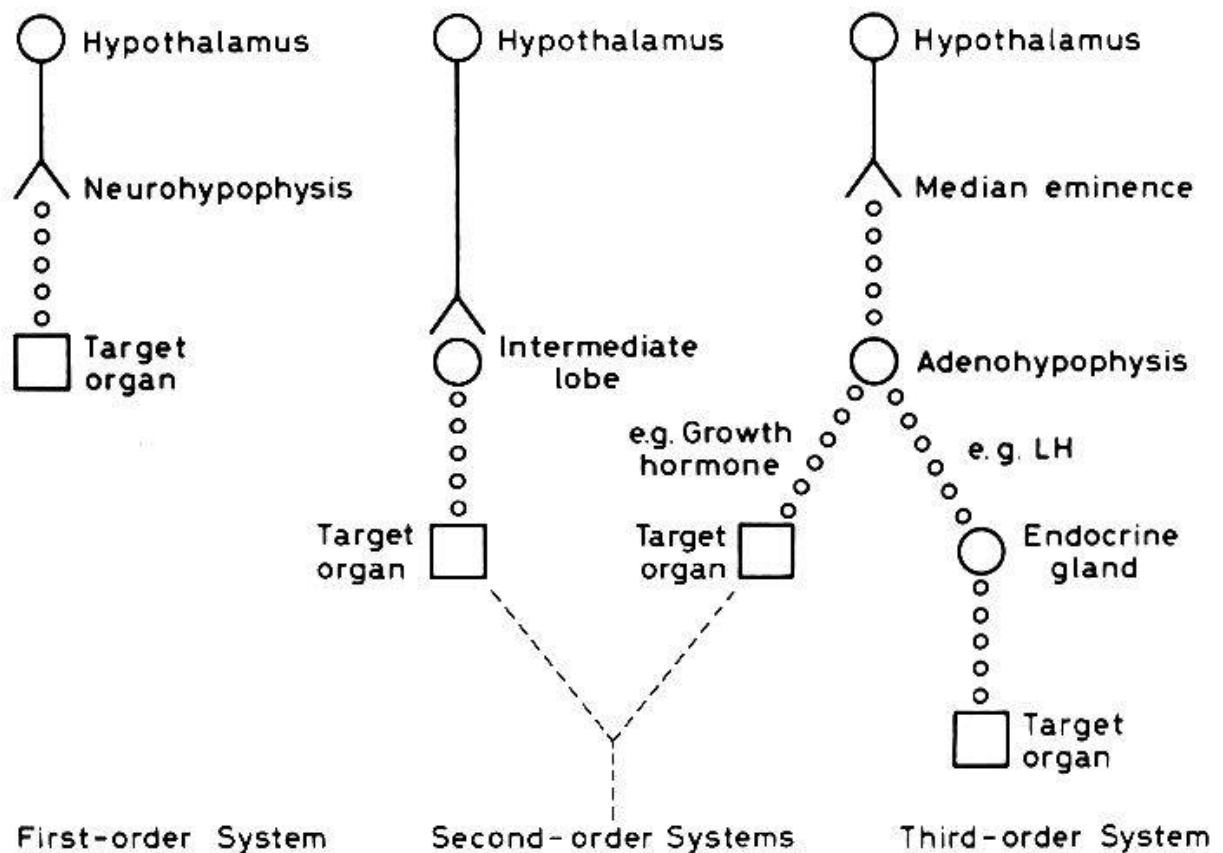 Hypothalamus
Hypothalamus
Hypothalamus
Neurohypophysis
Median eminence
Target
organ
Intermediate
lobe
Adenohypophysis
e.g. Growth
hormone
e.g. LH
Target
organ
Target
organ
Endocrine
gland
Target
organ
First-order System
Second-order Systems
Third-order System